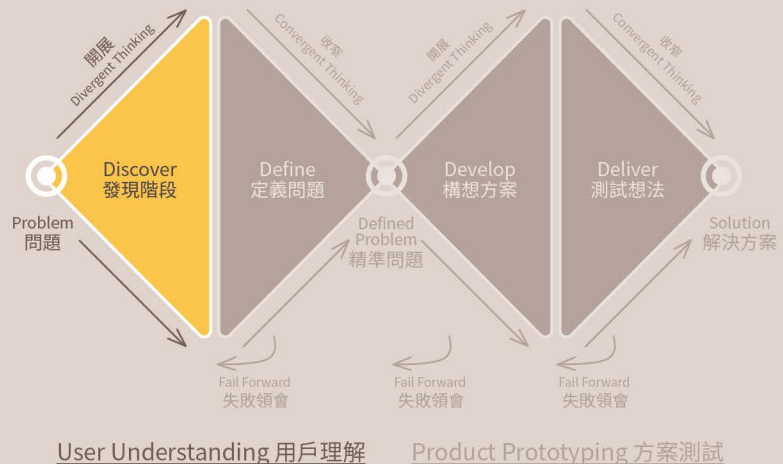 開展
Divergent Thinking
收窄
Convergent Thinking
開展
Divergent Thinking
收窄
Convergent Thinking
Discover
發現階段
Define
定義問題
Develop
構想方案
Deliver
測試想法
Problem
問題
Defined
Problem
精準問題
Solution
解決方案
Fail Forward
失敗領會
Fail Forward
失敗領會
Fail Forward
失敗領會
User Understanding 用戶理解
Product Prototyping 方案測試